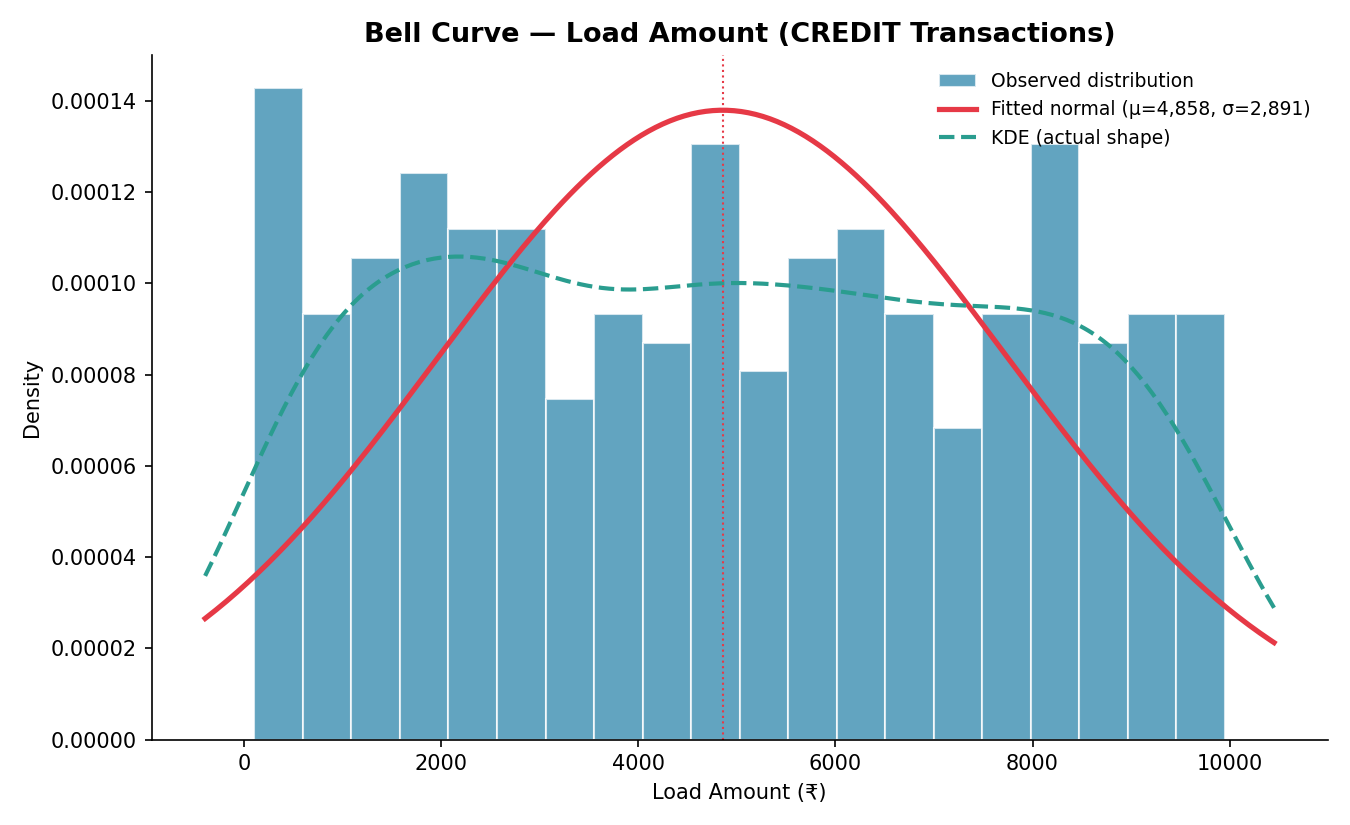 Bell Curve — Load Amount (CREDIT Transactions)
Observed distribution
Fitted normal (μ=4,858, σ=2,891)
KDE (actual shape)
Density
0.00014
0.00012
0.00010
0.00008
0.00006
0.00004
0.00002
0.00000
0 2000 4000 6000 8000 10000
Load Amount (₹)